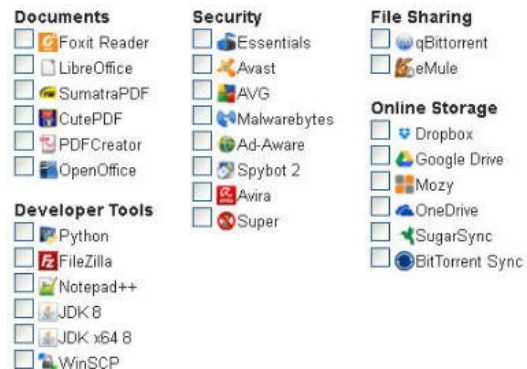 Documents
Foxit Reader
LibreOffice
SumatraPDF
CutePDF
PDFCreator
OpenOffice
Developer Tools
Python
FileZilla
Notepad++
JDK 8
JDK x64 8
WinSCP
Security
Essentials
Avast
AVG
Malwarebytes
Ad-Aware
Spybot 2
Avira
Super
File Sharing
qBittorrent
eMule
Online Storage
Dropbox
Google Drive
Mozy
OneDrive
SugarSync
BitTorrent Sync